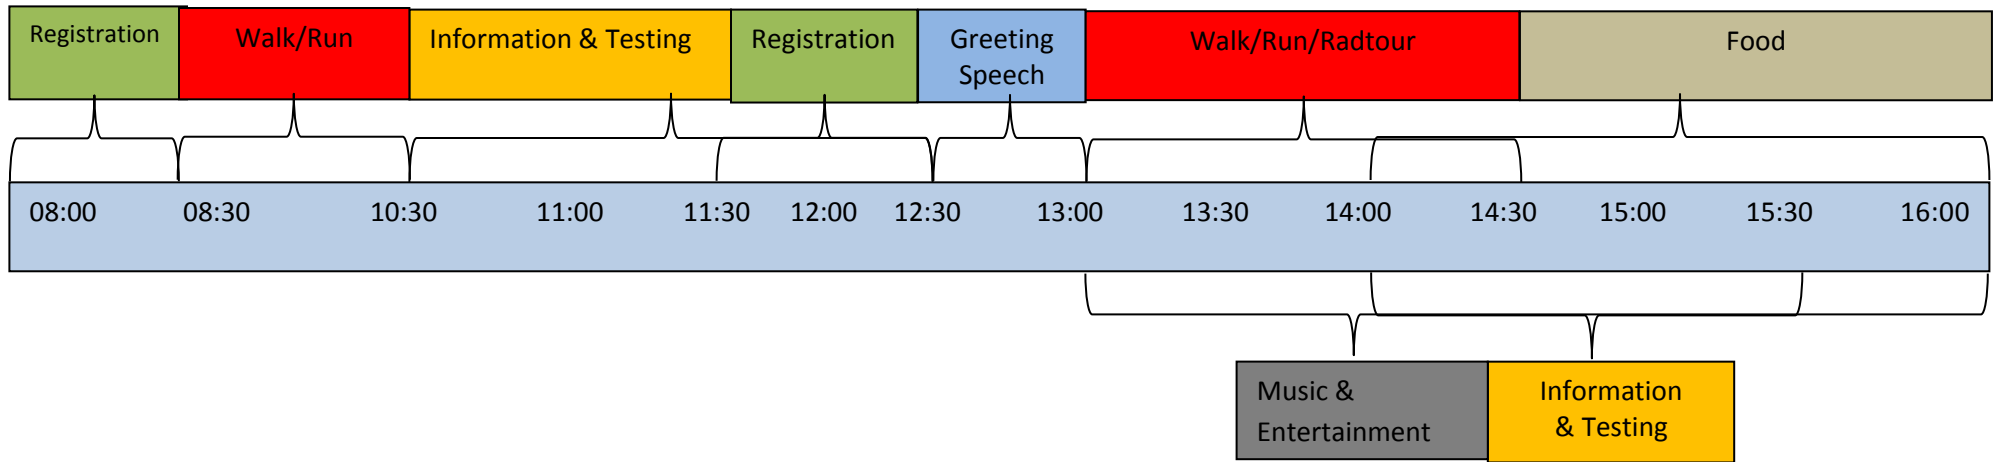 Registration
Walk/Run
Information & Testing
Registration
Greeting
Speech
Walk/Run/Radtour
Food
08:00 08:30 10:30 11:00 11:30 12:00 12:30 13:00 13:30 14:00 14:30 15:00 15:30 16:00
Music &
Entertainment
Information
& Testing